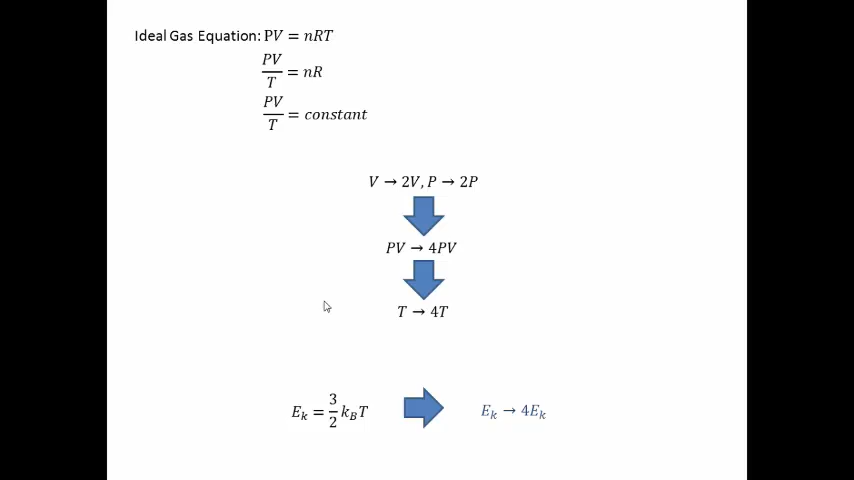 Ideal Gas Equation: PV = nRT
PV/T = nR
PV/T = constant
V → 2V, P → 2P
PV → 4PV
T → 4T
E_k = 3/2 k_B T
E_k → 4E_k